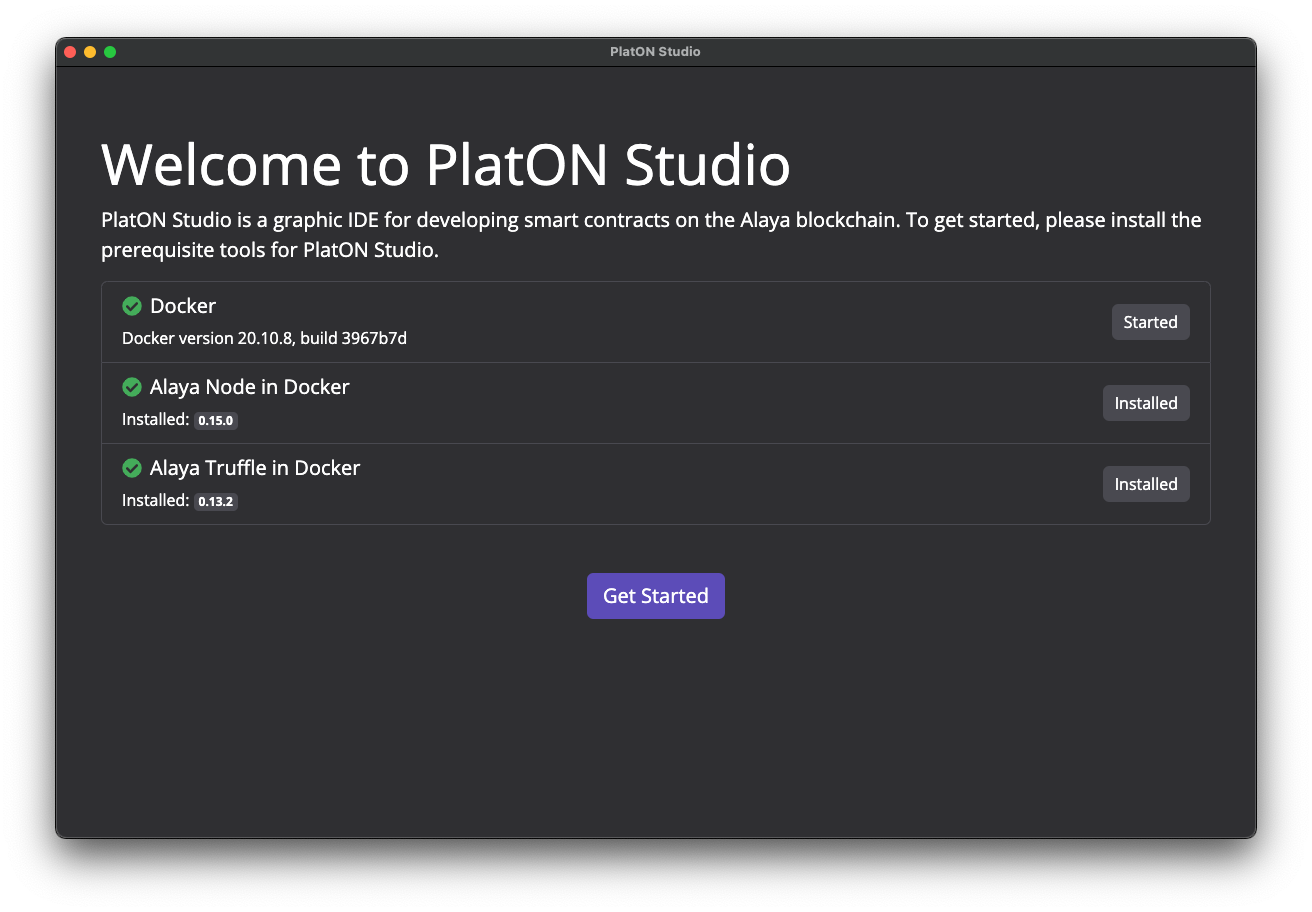 PlatON Studio
Welcome to PlatON Studio
PlatON Studio is a graphic IDE for developing smart contracts on the Alaya blockchain. To get started, please install the
prerequisite tools for PlatON Studio.
Docker
Docker version 20.10.8, build 3967b7d
Started
Alaya Node in Docker
Installed: 0.15.0
Installed
Alaya Truffle in Docker
Installed: 0.13.2
Installed
Get Started